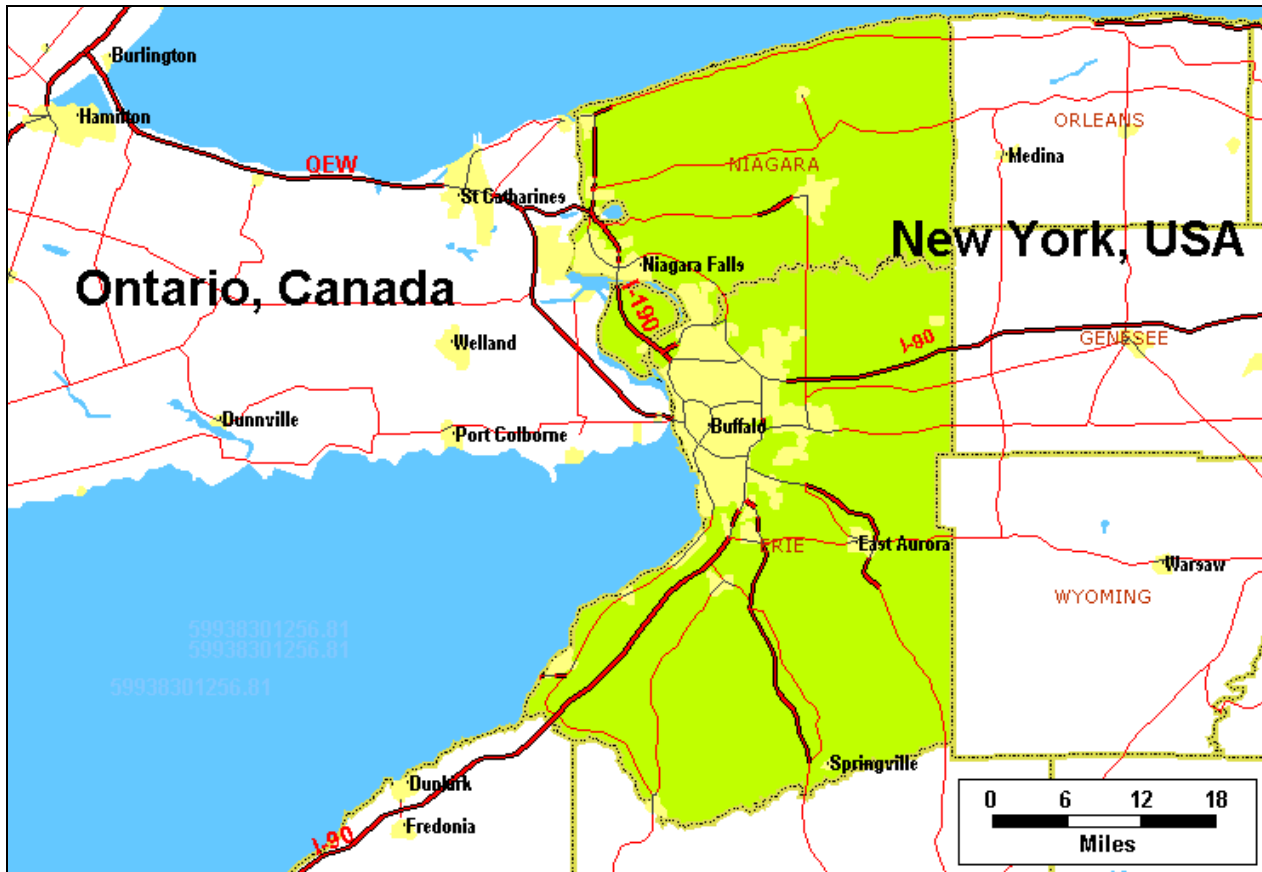 Burlington
Hamilton
ORLEANS
QEW
NIAGARA
Medina
St Catharines
New York, USA
Niagara Falls
Ontario, Canada
I-190
Welland
I-90
GENESEE
Dunnville
Port Colborne
Buffalo
ERIE
East Aurora
Warsaw
WYOMING
59938301256.81
59938301256.81
59938301256.81
Springville
Dunkirk
0 6 12 18
Fredonia
I-90
Miles